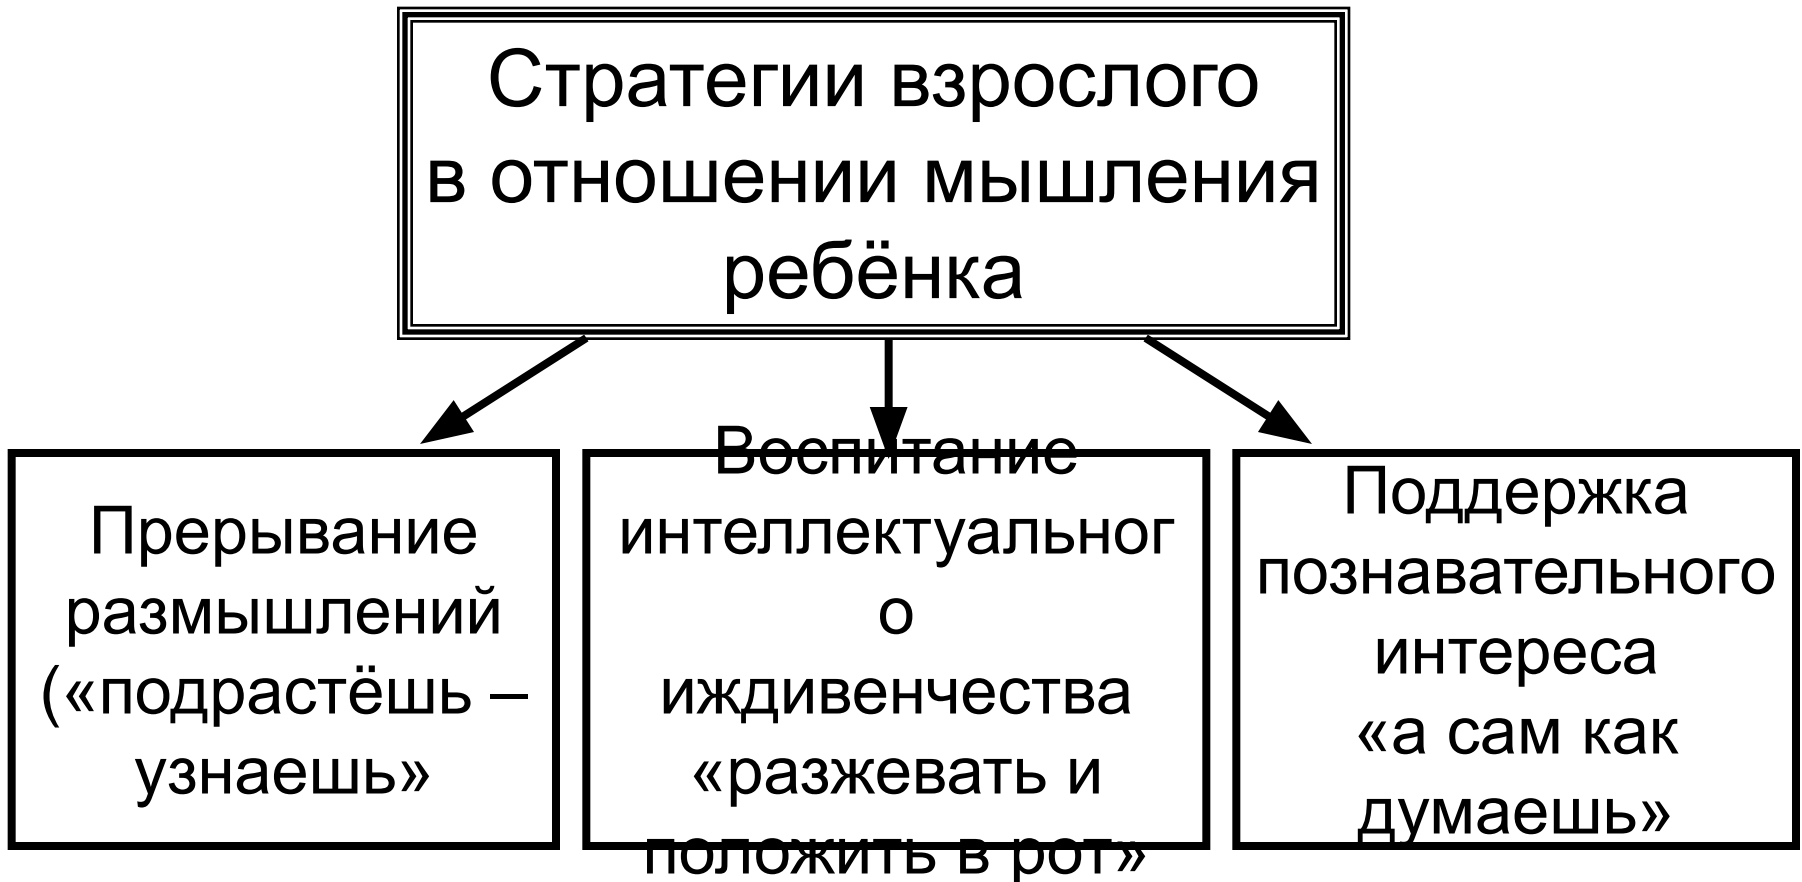 Стратегии взрослого
в отношении мышления
ребёнка
Прерывание
размышлений
(«подрастёшь –
узнаешь»
Воспитание
интеллектуальног
о
иждивенчества
«разжевать и
положить в рот»
Поддержка
познавательного
интереса
«а сам как
думаешь»